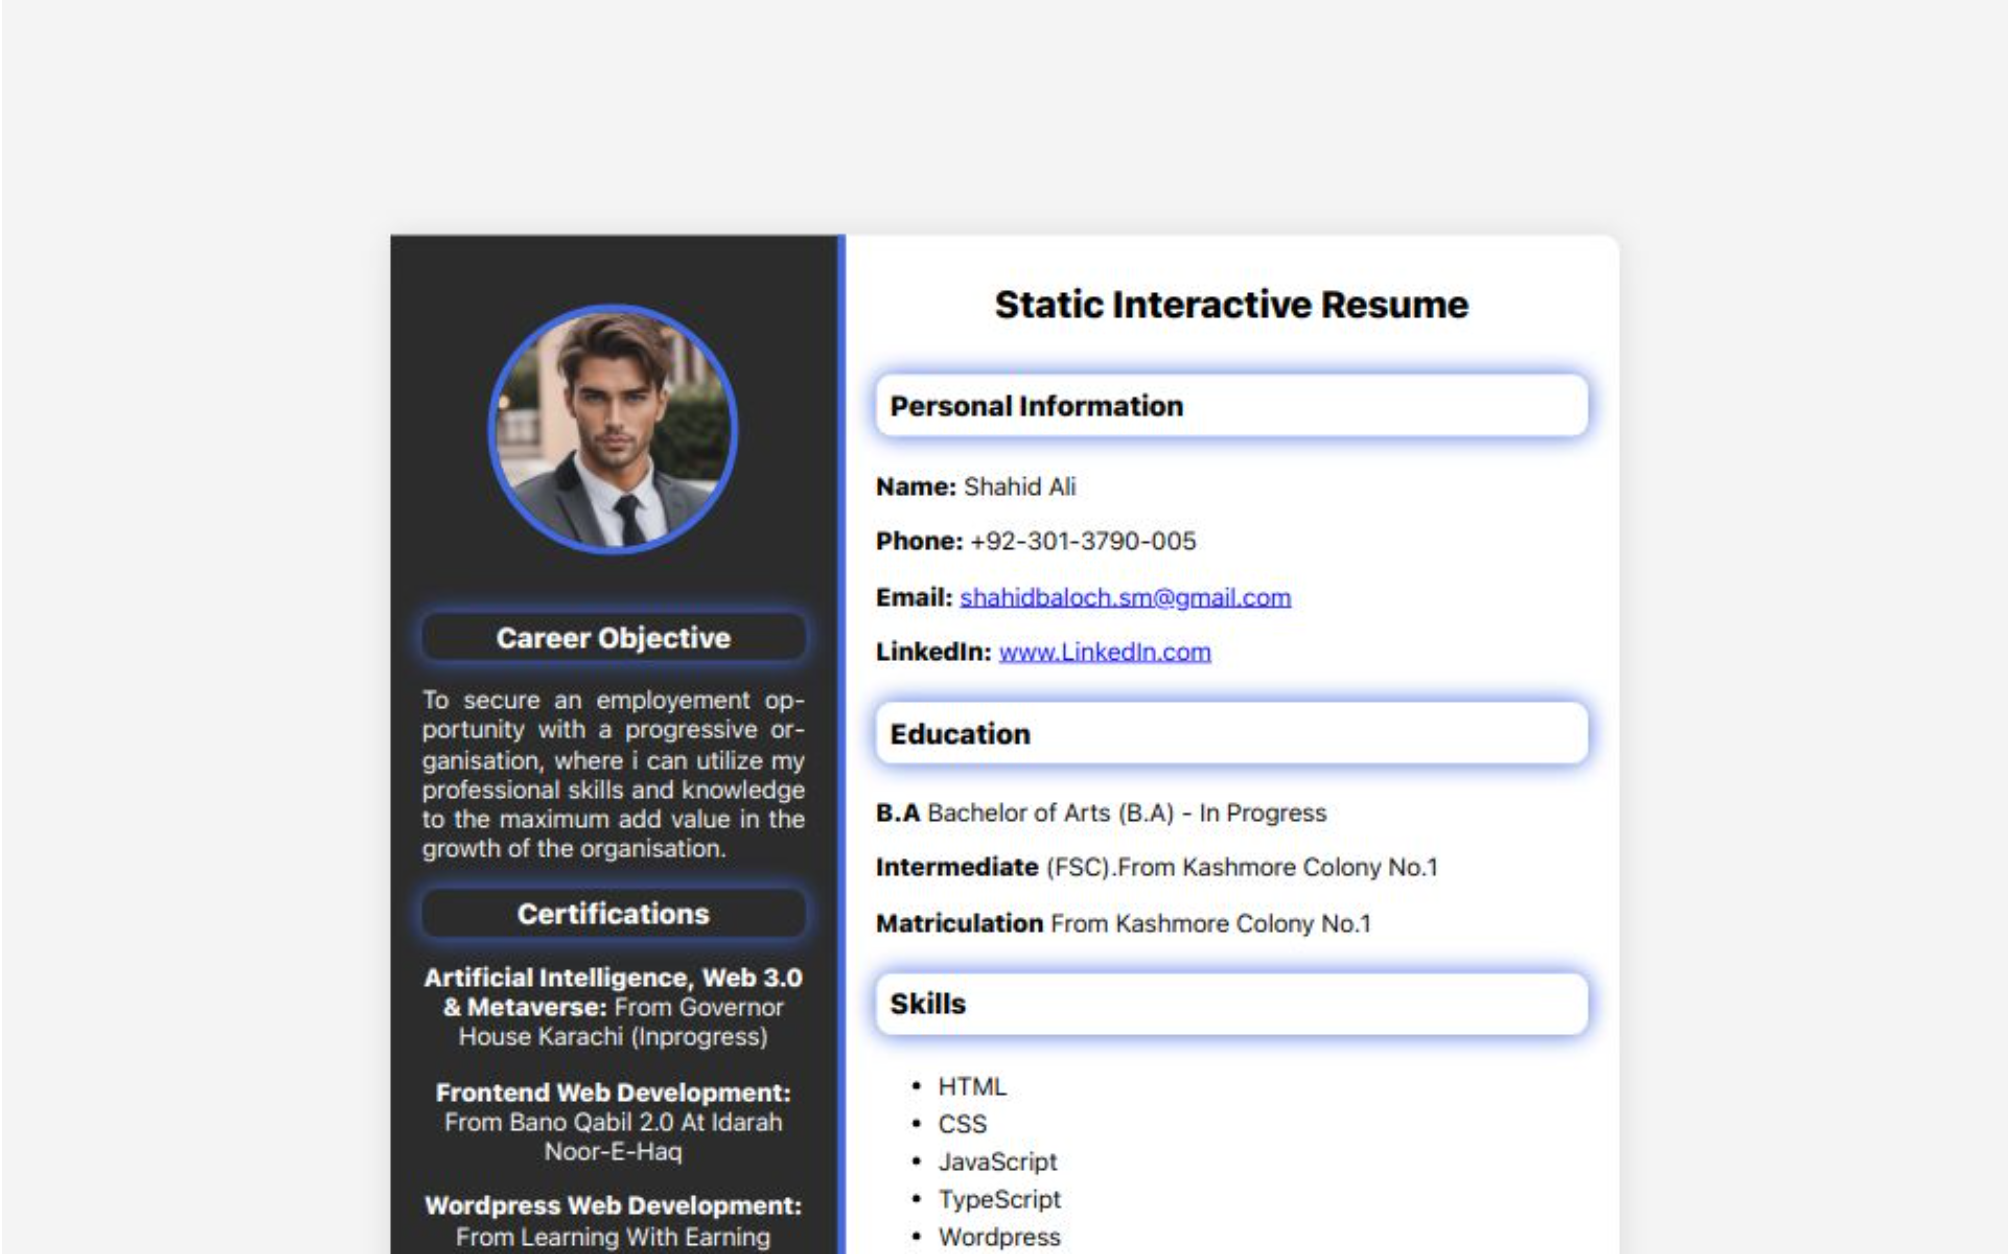 Career Objective
To secure an employement op-
portunity with a progressive or-
ganisation, where i can utilize my
professional skills and knowledge
to the maximum add value in the
growth of the organisation.
Certifications
Artificial Intelligence, Web 3.0
& Metaverse: From Governor
House Karachi (Inprogress)
Frontend Web Development:
From Bano Qabil 2.0 At Idarah
Noor-E-Haq
Wordpress Web Development:
From Learning With Earning
Static Interactive Resume
Personal Information
Name: Shahid Ali
Phone: +92-301-3790-005
Email: shahidbaloch.sm@gmail.com
LinkedIn: www.LinkedIn.com
Education
B.A Bachelor of Arts (B.A) - In Progress
Intermediate (FSC).From Kashmore Colony No.1
Matriculation From Kashmore Colony No.1
Skills
• HTML
• CSS
• JavaScript
• TypeScript
• Wordpress